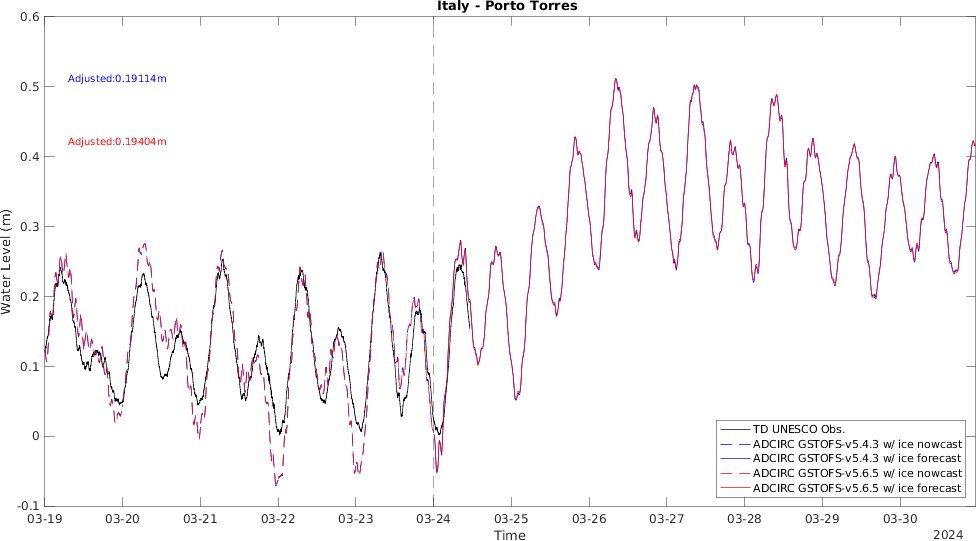 Italy - Porto Torres
0.6
0.5
0.4
0.3
0.2
0.1
0
-0.1
Water Level (m)
Adjusted:0.19114m
Adjusted:0.19404m
TD UNESCO Obs.
ADCIRC GSTOFS-v5.4.3 w/ ice nowcast
ADCIRC GSTOFS-v5.4.3 w/ ice forecast
ADCIRC GSTOFS-v5.6.5 w/ ice nowcast
ADCIRC GSTOFS-v5.6.5 w/ ice forecast
03-19 03-20 03-21 03-22 03-23 03-24 03-25 03-26 03-27 03-28 03-29 03-30
Time
2024